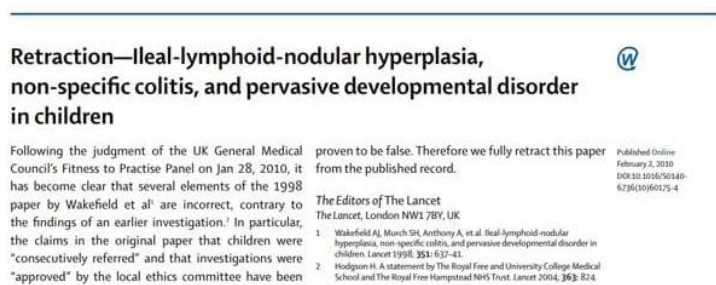 Retraction—Ileal-lymphoid-nodular hyperplasia,
non-specific colitis, and pervasive developmental disorder
in children
Following the judgment of the UK General Medical
Council's Fitness to Practise Panel on Jan 28, 2010, it
has become clear that several elements of the 1998
paper by Wakefield et al¹ are incorrect, contrary to
the findings of an earlier investigation.² In particular,
the claims in the original paper that children were
"consecutively referred" and that investigations were
"approved" by the local ethics committee have been
proven to be false. Therefore we fully retract this paper
from the published record.
The Editors of The Lancet
The Lancet, London NW1 7BY, UK
1 Wakefield AJ, Murch SH, Anthony A, et al. Ileal-lymphoid-nodular
hyperplasia, non-specific colitis, and pervasive developmental disorder in
children. Lancet 1998; 351: 637–41.
2 Hodgson H. A statement by The Royal Free and University College Medical
School and The Royal Free Hampstead NHS Trust. Lancet 2004; 363: 824.
W
Published Online
February 2, 2010
DOI:10.1016/S0140-
6736(10)60175-4